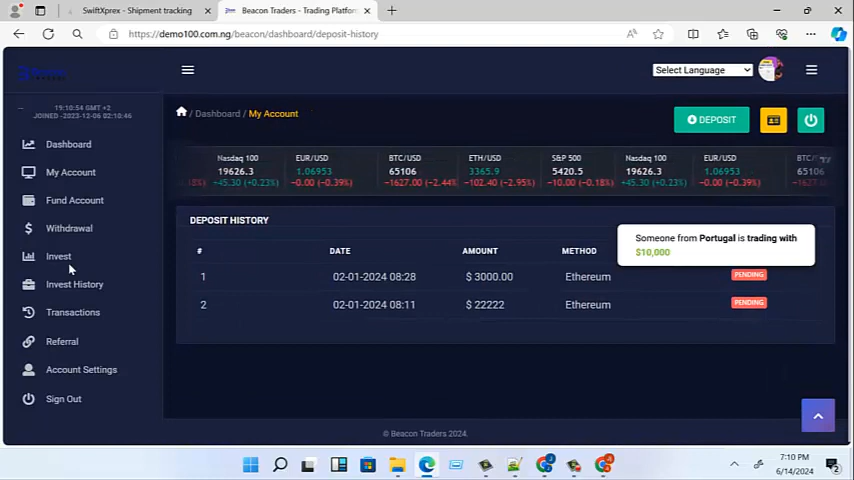 SwiftXprex - Shipment tracking
Beacon Traders - Trading Platfor
https://demo100.com.ng/beacon/dashboard/deposit-history
Select Language
19:10:54 GMT +2
JOINED -2023-12-06 02:10:46
/ Dashboard / My Account
DEPOSIT
Dashboard
My Account
Fund Account
Withdrawal
Invest
Invest History
Transactions
Referral
Account Settings
Sign Out
Nasdaq 100 EUR/USD BTC/USD ETH/USD S&P 500 Nasdaq 100 EUR/USD BTC/
19626.3 1.06953 65106 3365.9 5420.5 19626.3 1.06953 65106
.18%) +45.30 (+0.23%) -0.00 (-0.39%) -1627.00 (-2.44% -102.40 (-2.95%) -10.00 (-0.18%) +45.30 (+0.23%) -0.00 (-0.39%) -1627.00 (
DEPOSIT HISTORY
Someone from Portugal is trading with
$10,000
# DATE AMOUNT METHOD
1 02-01-2024 08:28 $ 3000.00 Ethereum PENDING
2 02-01-2024 08:11 $ 22222 Ethereum PENDING
© Beacon Traders 2024.
7:10 PM
6/14/2024